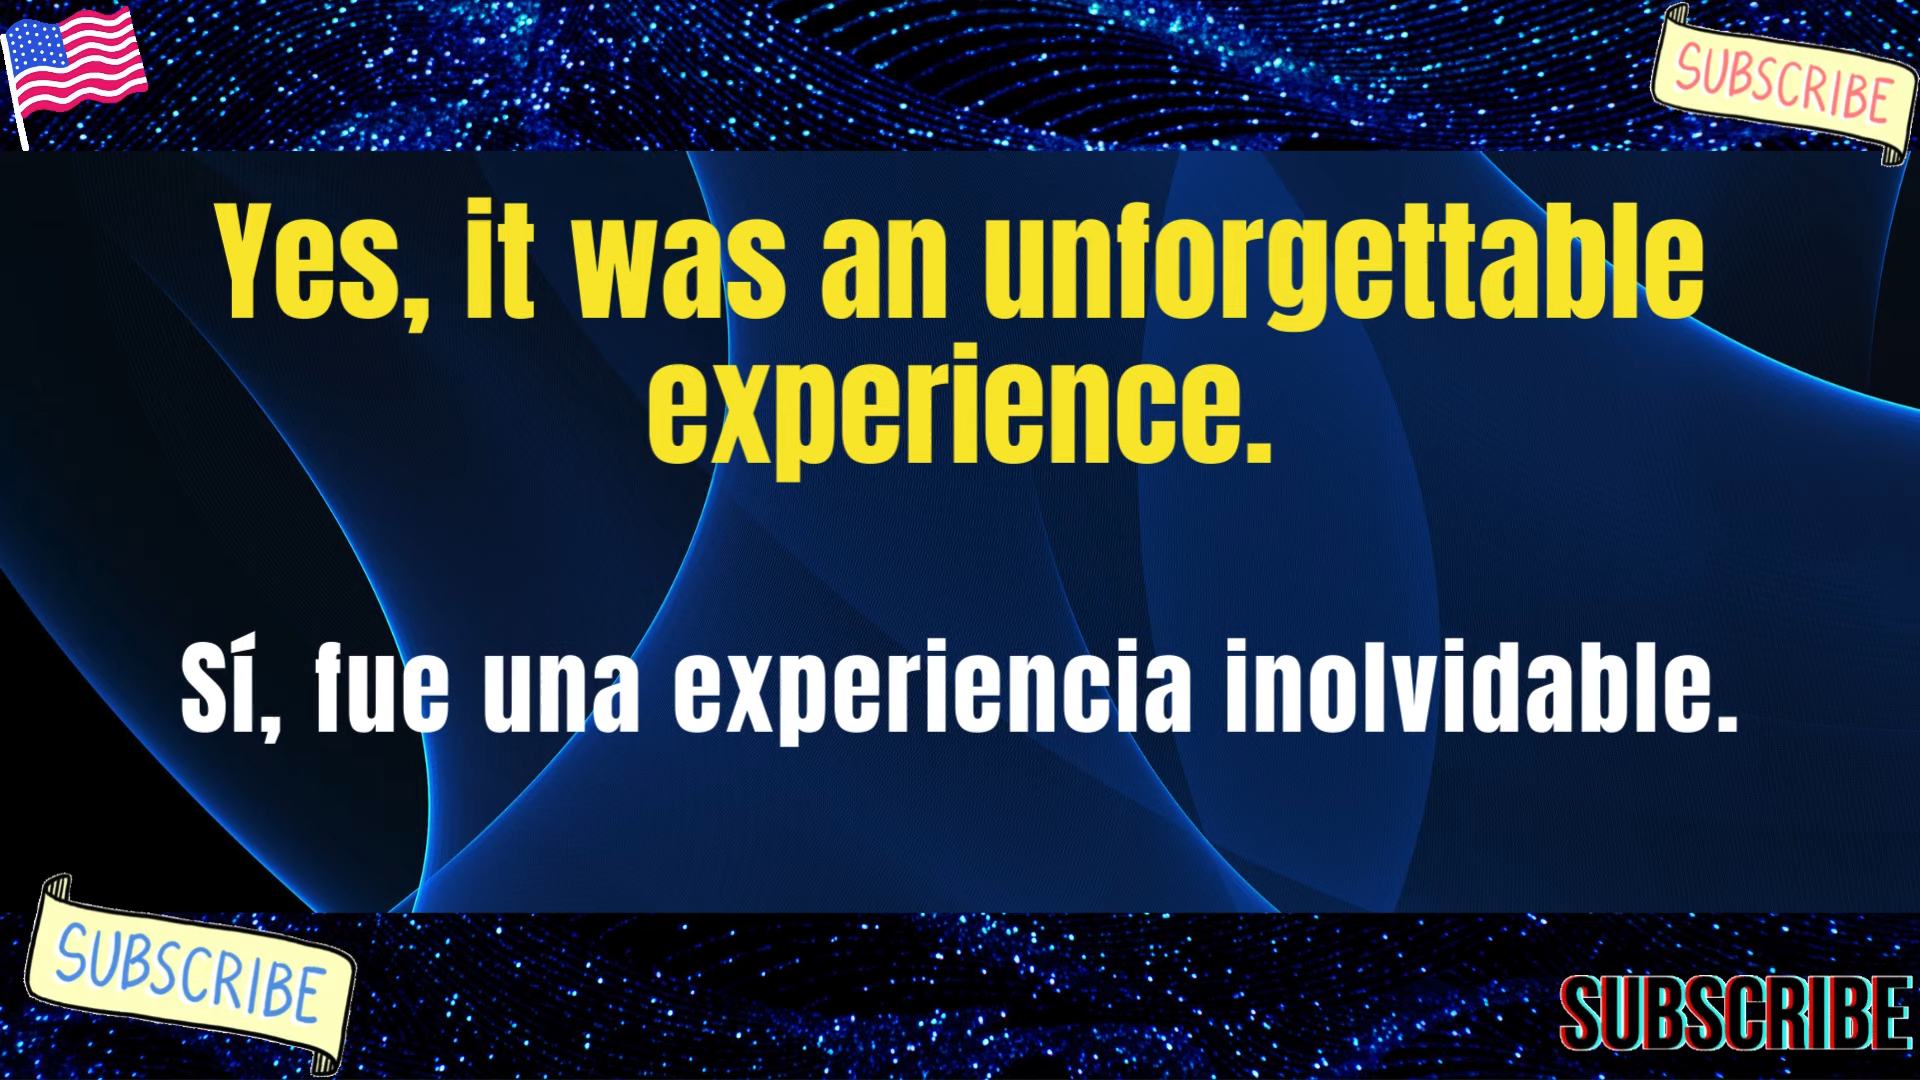 SUBSCRIBE
Yes, it was an unforgettable
experience.
Sí, fue una experiencia inolvidable.
SUBSCRIBE
SUBSCRIBE